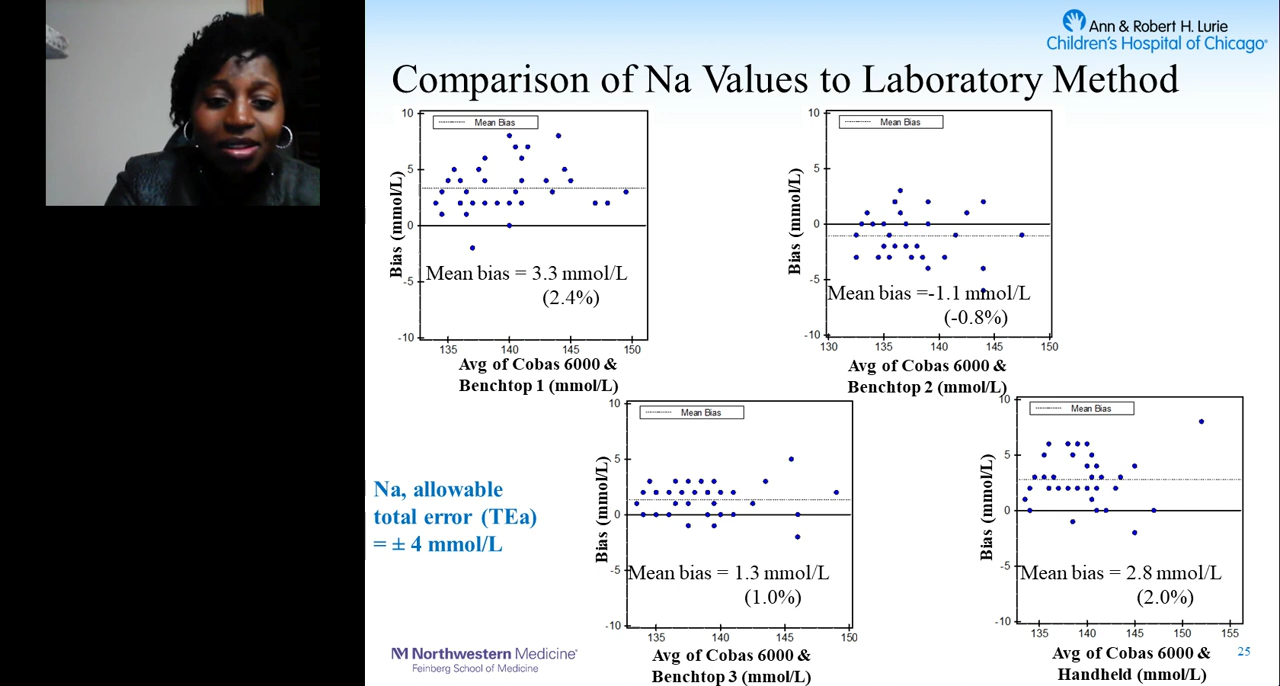 Ann & Robert H. Lurie
Children's Hospital of Chicago®
Comparison of Na Values to Laboratory Method
10
5
0
-5
-10
Mean Bias
Bias (mmol/L)
Mean bias = 3.3 mmol/L
(2.4%)
135 140 145 150
Avg of Cobas 6000 &
Benchtop 1 (mmol/L)
10
5
0
-5
-10
Mean Bias
Bias (mmol/L)
Mean bias =-1.1 mmol/L
(-0.8%)
130 135 140 145 150
Avg of Cobas 6000 &
Benchtop 2 (mmol/L)
Na, allowable
total error (TEa)
= ± 4 mmol/L
10
5
0
-5
-10
Mean Bias
Bias (mmol/L)
Mean bias = 1.3 mmol/L
(1.0%)
135 140 145 150
Avg of Cobas 6000 &
Benchtop 3 (mmol/L)
10
5
0
-5
-10
Mean Bias
Bias (mmol/L)
Mean bias = 2.8 mmol/L
(2.0%)
135 140 145 150 155
Avg of Cobas 6000 &
Handheld (mmol/L)
Northwestern Medicine®
Feinberg School of Medicine
25